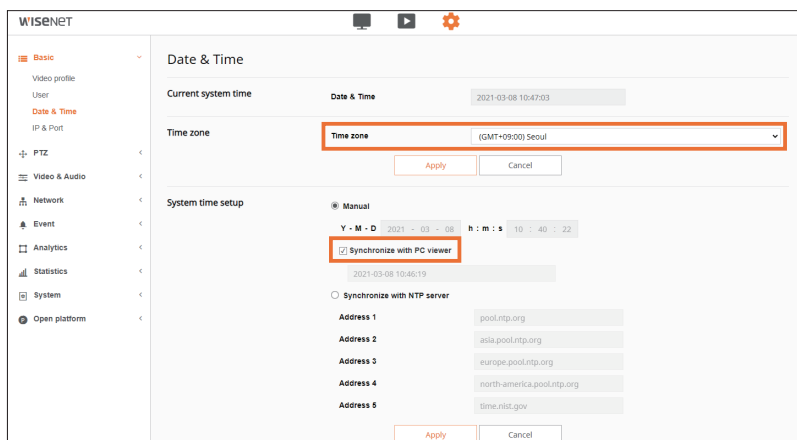 WISENET
Basic
Video profile
User
Date & Time
IP & Port
PTZ
Video & Audio
Network
Event
Analytics
Statistics
System
Open platform
Date & Time
Current system time
Date & Time 2021-03-08 10:47:03
Time zone
Time zone (GMT+09:00) Seoul
Apply Cancel
System time setup
Manual
Y - M - D 2021 - 03 - 08 h : m : s 10 : 40 : 22
Synchronize with PC viewer
2021-03-08 10:46:19
Synchronize with NTP server
Address 1 pool.ntp.org
Address 2 asia.pool.ntp.org
Address 3 europe.pool.ntp.org
Address 4 north-america.pool.ntp.org
Address 5 time.nist.gov
Apply Cancel